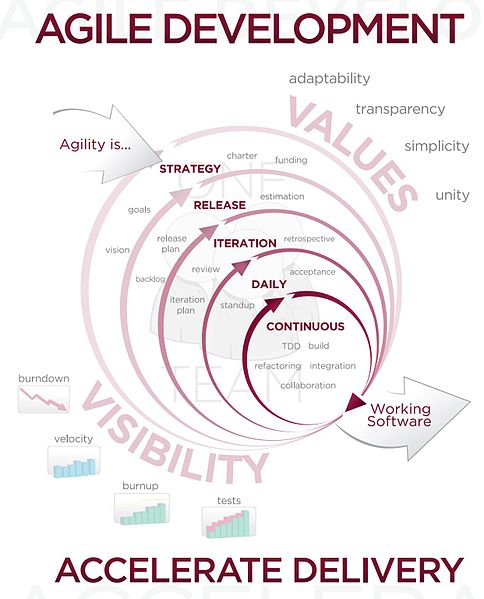 AGILE DEVELOPMENT
adaptability
transparency
simplicity
unity
VALUES
Agility is...
STRATEGY
charter
funding
goals
vision
RELEASE
estimation
release
plan
backlog
ITERATION
retrospective
review
iteration
plan
DAILY
acceptance
standup
CONTINUOUS
TDD
build
refactoring
integration
collaboration
ONE
TEAM
Working
Software
VISIBILITY
burndown
velocity
burnup
tests
ACCELERATE DELIVERY